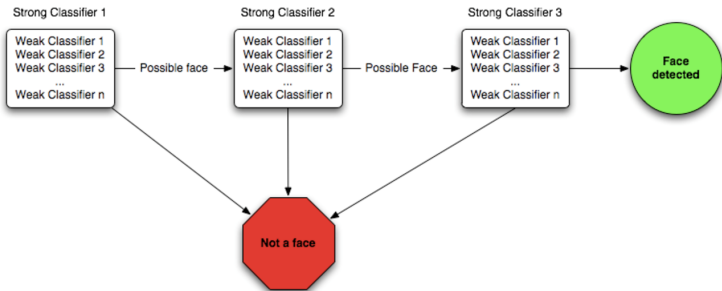 Strong Classifier 1
Strong Classifier 2
Strong Classifier 3
Weak Classifier 1
Weak Classifier 2
Weak Classifier 3
...
Weak Classifier n
Possible face
Weak Classifier 1
Weak Classifier 2
Weak Classifier 3
...
Weak Classifier n
Possible Face
Weak Classifier 1
Weak Classifier 2
Weak Classifier 3
...
Weak Classifier n
Face
detected
Not a face